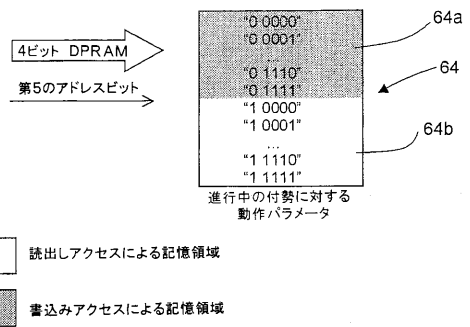 "0 0000"
"0 0001"
...
"0 1110"
"0 1111"
"1 0000"
"1 0001"
...
"1 1110"
"1 1111"
4ビット DPRAM
第5のアドレスビット
64a
64
64b
進行中の付勢に対する
動作パラメータ
読出しアクセスによる記憶領域
書込みアクセスによる記憶領域